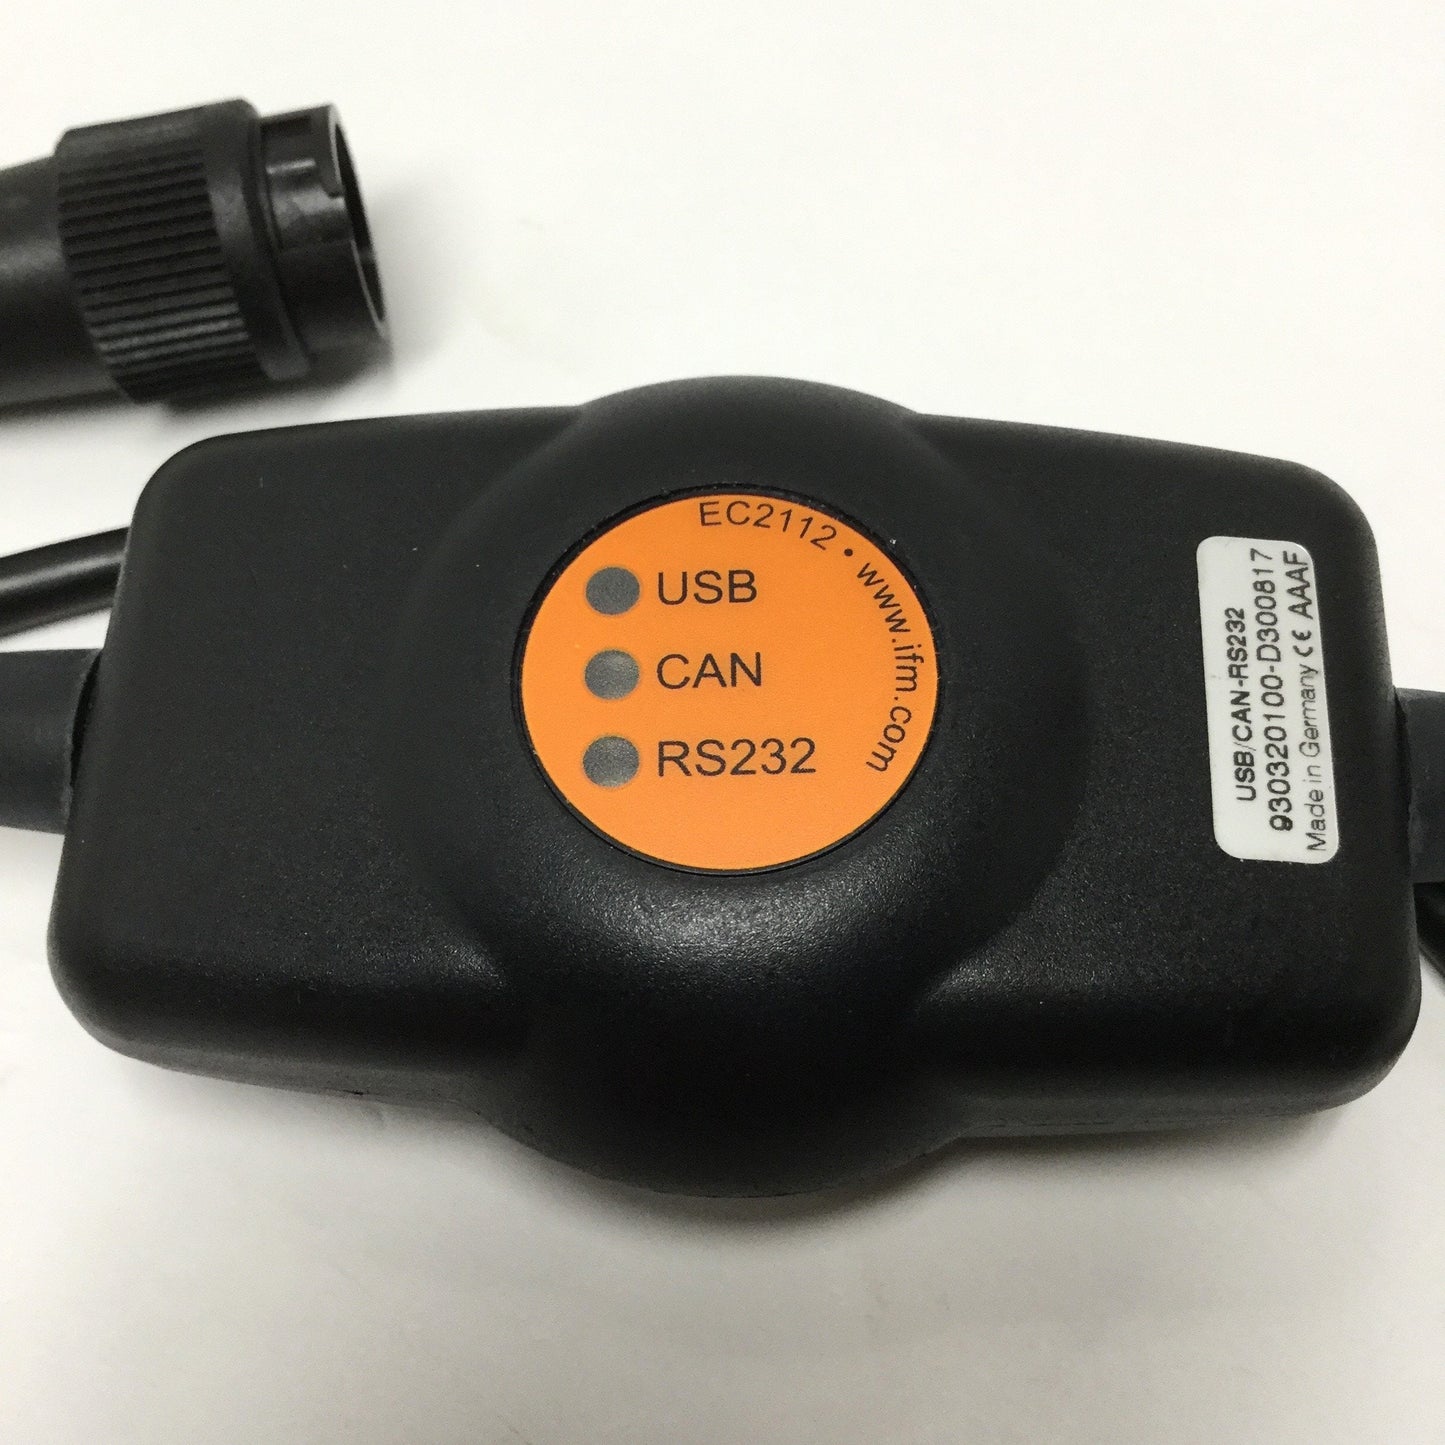 EC2112 • www.ifm.com
USB
CAN
RS232
USB/CAN-RS232
930320100-D300817
Made in Germany CE AAAF